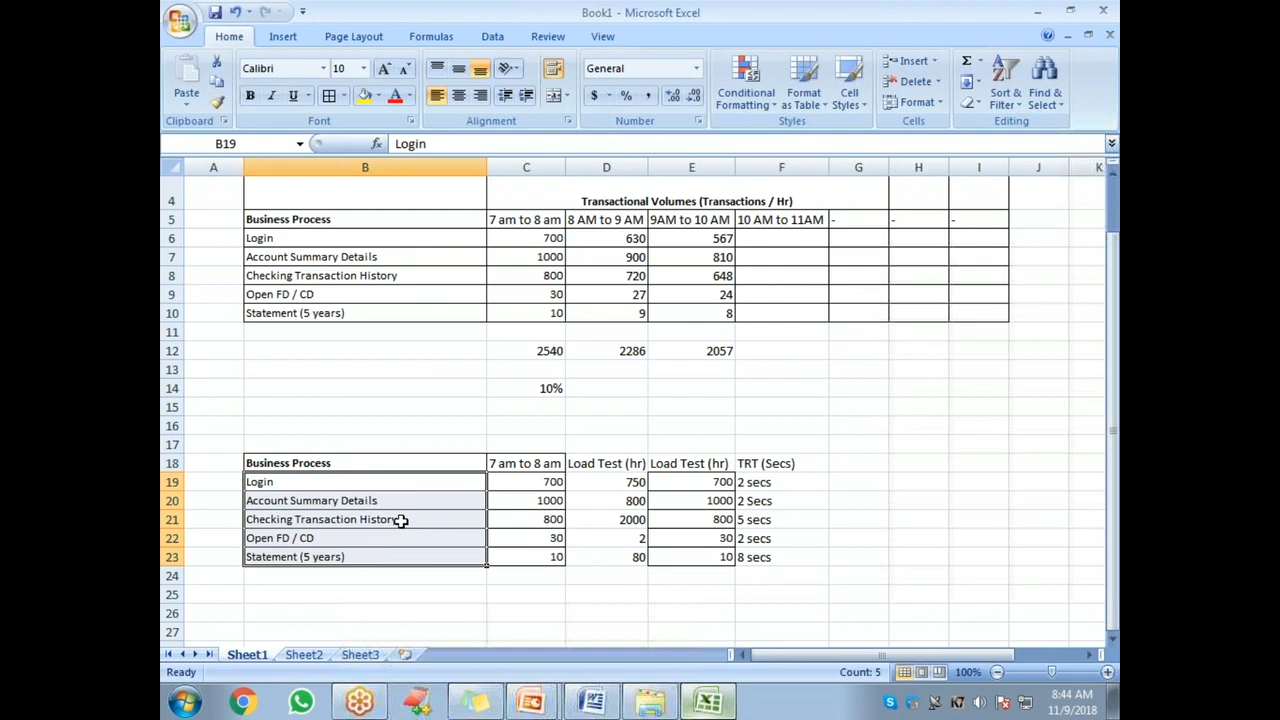 Book1 - Microsoft Excel
Home Insert Page Layout Formulas Data Review View
Calibri 10 General Insert Σ
Paste B I U $ % , Conditional Formatting Format as Table Cell Styles Delete Format Sort & Filter Find & Select
Clipboard Font Alignment Number Styles Cells Editing
B19 fx Login
A B C D E F G H I J K
4 Transactional Volumes (Transactions / Hr)
5 Business Process 7 am to 8 am 8 AM to 9 AM 9AM to 10 AM 10 AM to 11AM - - -
6 Login 700 630 567
7 Account Summary Details 1000 900 810
8 Checking Transaction History 800 720 648
9 Open FD / CD 30 27 24
10 Statement (5 years) 10 9 8
11
12 2540 2286 2057
13
14 10%
15
16
17
18 Business Process 7 am to 8 am Load Test (hr) Load Test (hr) TRT (Secs)
19 Login 700 750 700 2 secs
20 Account Summary Details 1000 800 1000 2 Secs
21 Checking Transaction History 800 2000 800 5 secs
22 Open FD / CD 30 2 30 2 secs
23 Statement (5 years) 10 80 10 8 secs
24
25
26
27
Sheet1 Sheet2 Sheet3
Ready Count: 5 100%
8:44 AM
11/9/2018